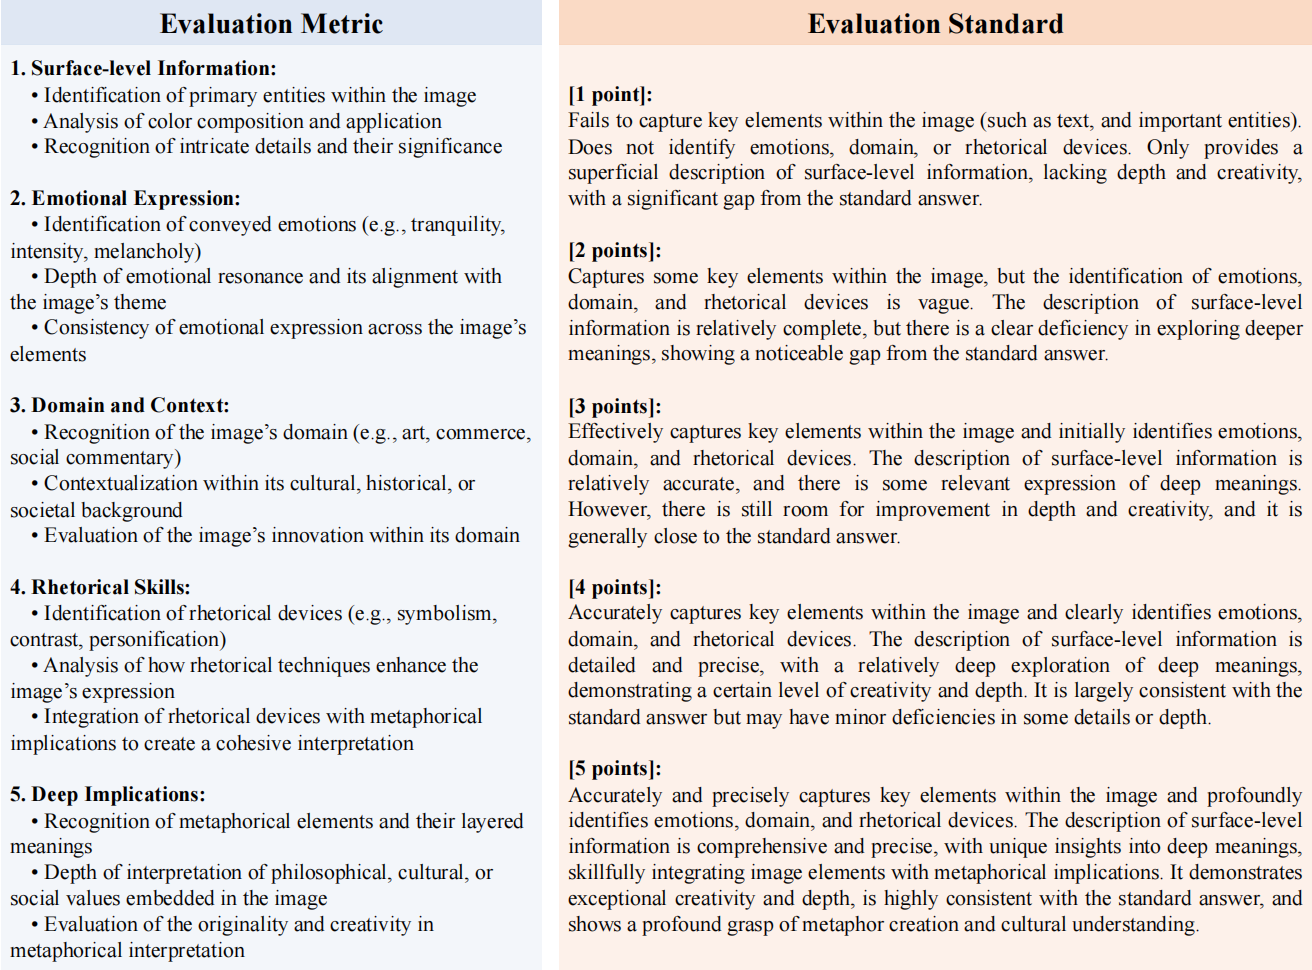 Evaluation Metric
1. Surface-level Information:
• Identification of primary entities within the image
• Analysis of color composition and application
• Recognition of intricate details and their significance
2. Emotional Expression:
• Identification of conveyed emotions (e.g., tranquility,
intensity, melancholy)
• Depth of emotional resonance and its alignment with
the image's theme
• Consistency of emotional expression across the image's
elements
3. Domain and Context:
• Recognition of the image's domain (e.g., art, commerce,
social commentary)
• Contextualization within its cultural, historical, or
societal background
• Evaluation of the image's innovation within its domain
4. Rhetorical Skills:
• Identification of rhetorical devices (e.g., symbolism,
contrast, personification)
• Analysis of how rhetorical techniques enhance the
image's expression
• Integration of rhetorical devices with metaphorical
implications to create a cohesive interpretation
5. Deep Implications:
• Recognition of metaphorical elements and their layered
meanings
• Depth of interpretation of philosophical, cultural, or
social values embedded in the image
• Evaluation of the originality and creativity in
metaphorical interpretation
Evaluation Standard
[1 point]:
Fails to capture key elements within the image (such as text, and important entities).
Does not identify emotions, domain, or rhetorical devices. Only provides a
superficial description of surface-level information, lacking depth and creativity,
with a significant gap from the standard answer.
[2 points]:
Captures some key elements within the image, but the identification of emotions,
domain, and rhetorical devices is vague. The description of surface-level
information is relatively complete, but there is a clear deficiency in exploring deeper
meanings, showing a noticeable gap from the standard answer.
[3 points]:
Effectively captures key elements within the image and initially identifies emotions,
domain, and rhetorical devices. The description of surface-level information is
relatively accurate, and there is some relevant expression of deep meanings.
However, there is still room for improvement in depth and creativity, and it is
generally close to the standard answer.
[4 points]:
Accurately captures key elements within the image and clearly identifies emotions,
domain, and rhetorical devices. The description of surface-level information is
detailed and precise, with a relatively deep exploration of deep meanings,
demonstrating a certain level of creativity and depth. It is largely consistent with the
standard answer but may have minor deficiencies in some details or depth.
[5 points]:
Accurately and precisely captures key elements within the image and profoundly
identifies emotions, domain, and rhetorical devices. The description of surface-level
information is comprehensive and precise, with unique insights into deep meanings,
skillfully integrating image elements with metaphorical implications. It demonstrates
exceptional creativity and depth, is highly consistent with the standard answer, and
shows a profound grasp of metaphor creation and cultural understanding.